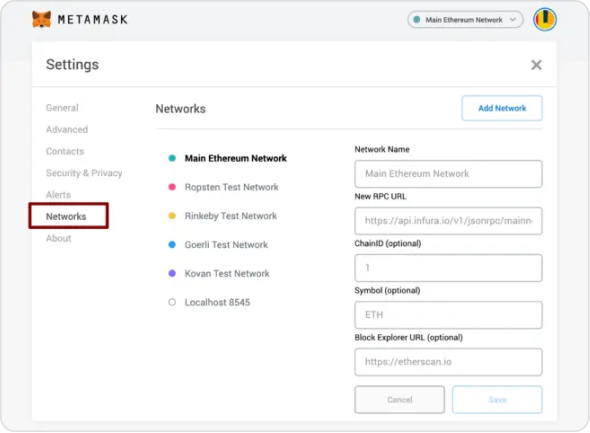 METAMASK
Main Ethereum Network
Settings
General
Advanced
Contacts
Security & Privacy
Alerts
Networks
About
Networks
Add Network
Main Ethereum Network
Ropsten Test Network
Rinkeby Test Network
Goerli Test Network
Kovan Test Network
Localhost 8545
Network Name
Main Ethereum Network
New RPC URL
https://api.infura.io/v1/jsonrpc/mainn
ChainID (optional)
1
Symbol (optional)
ETH
Block Explorer URL (optional)
https://etherscan.io
Cancel
Save